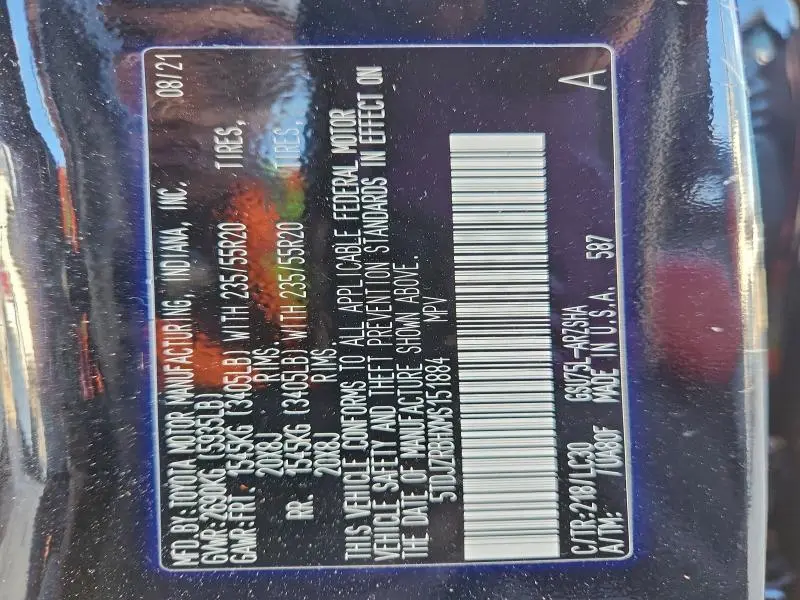 MFD.BY:TOYOTA MOTOR MANUFACTURING, INDIANA, INC. 08/21
GVWR:2690KG (5935LB)
GAWR:FRT. 1545KG (3405LB) WITH 235/55R20 TIRES,
20X8J RIMS.
RR. 1545KG (3405LB) WITH 235/55R20 TIRES,
20X8J RIMS.
THIS VEHICLE CONFORMS TO ALL APPLICABLE FEDERAL MOTOR
VEHICLE SAFETY AND THEFT PREVENTION STANDARDS IN EFFECT ON
THE DATE OF MANUFACTURE SHOWN ABOVE.
5TDJZRBHXMS151884 MPV
C/TR:218/LC30 GSU75L-ARZSHA A
A/TM: /U480F MADE IN U.S.A. 587